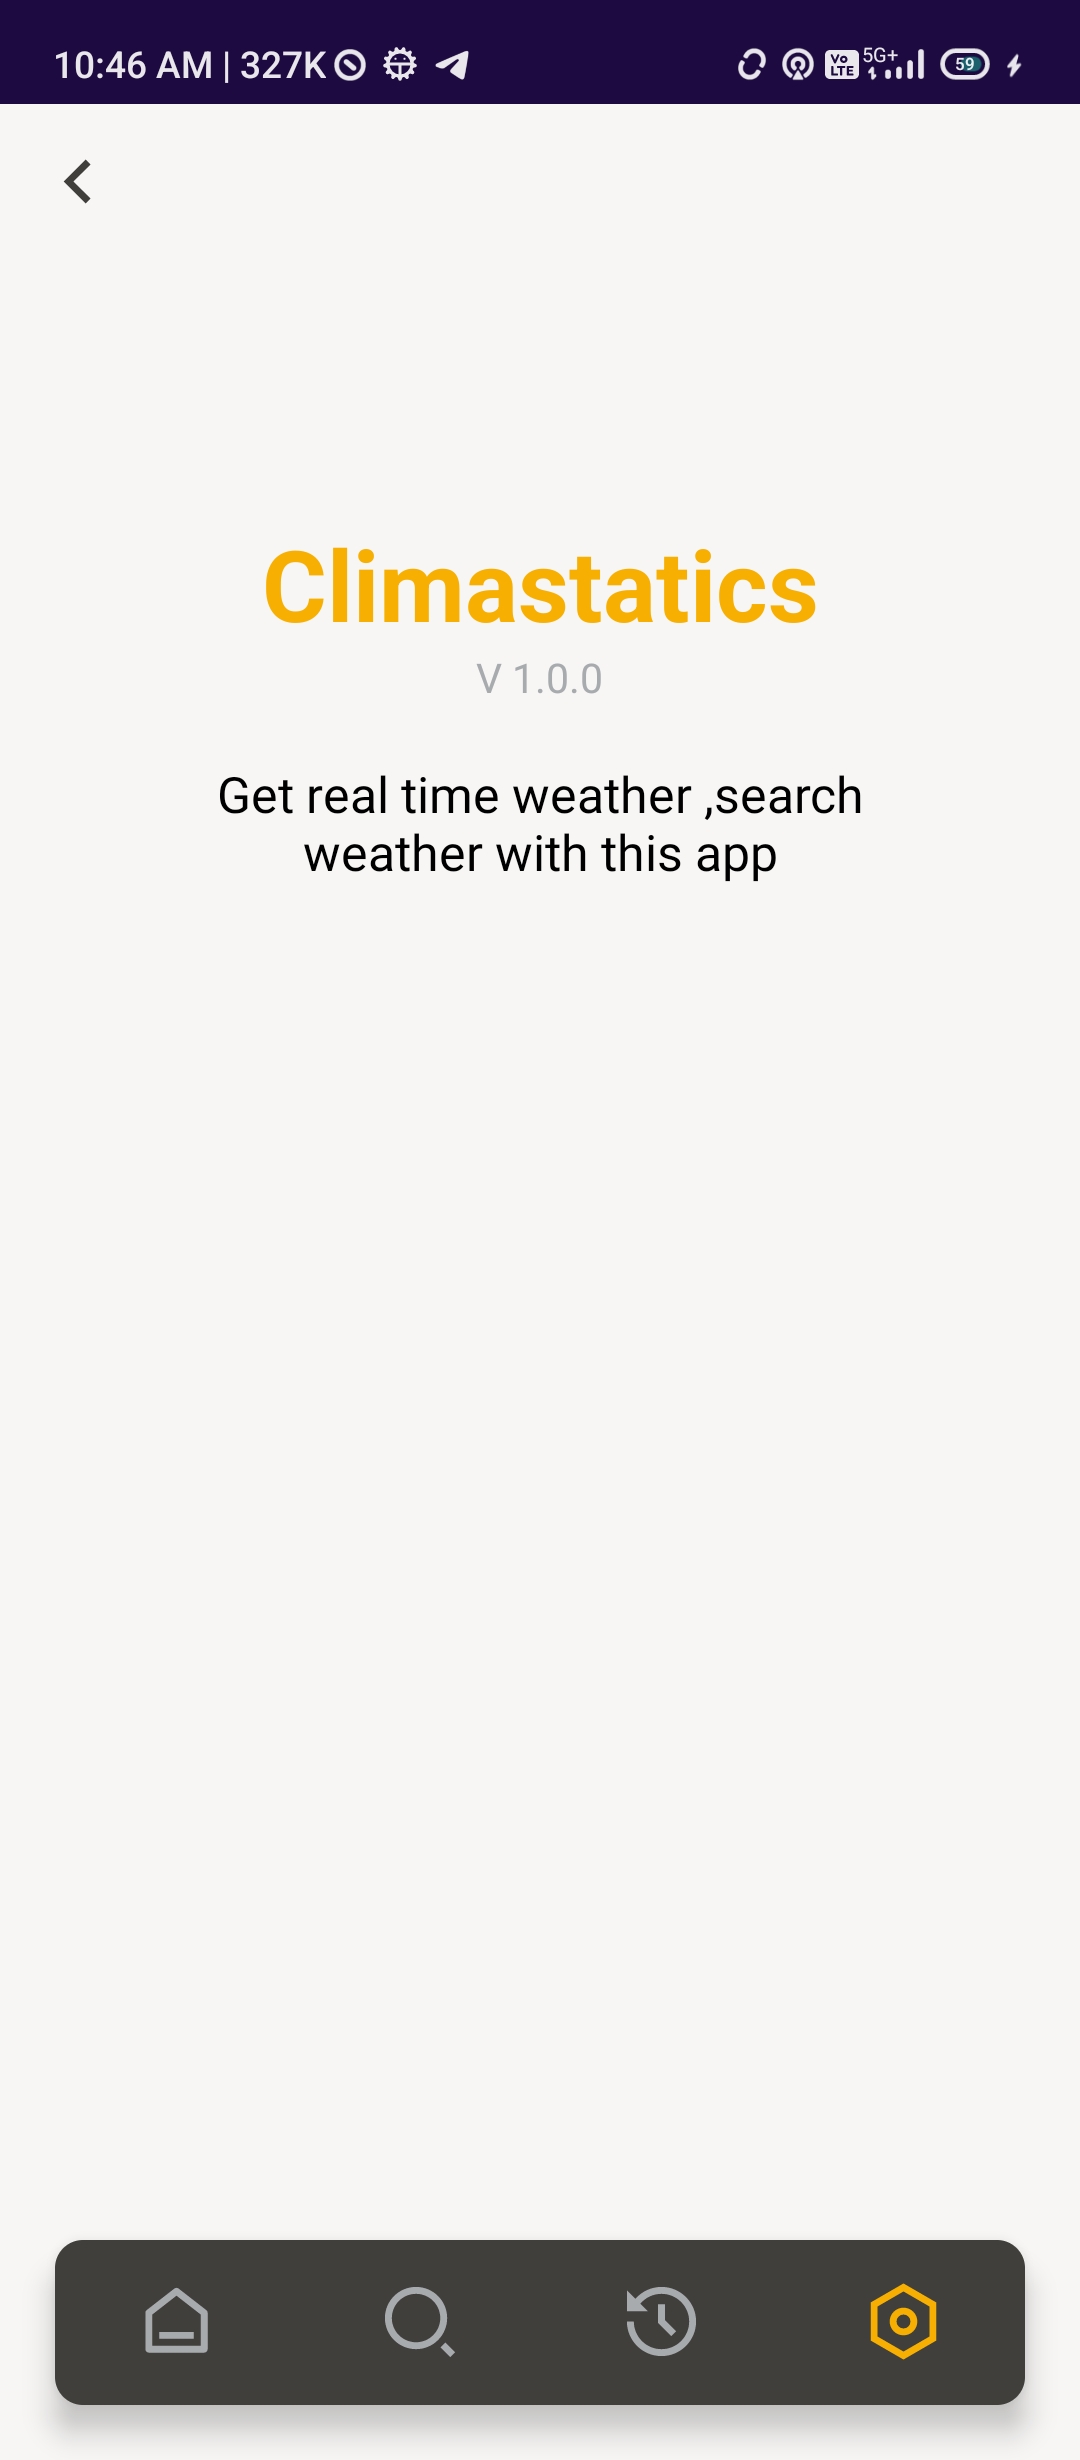 10:46 AM | 327K
Vo LTE 5G+ 59
Climastatics
V 1.0.0
Get real time weather ,search
weather with this app